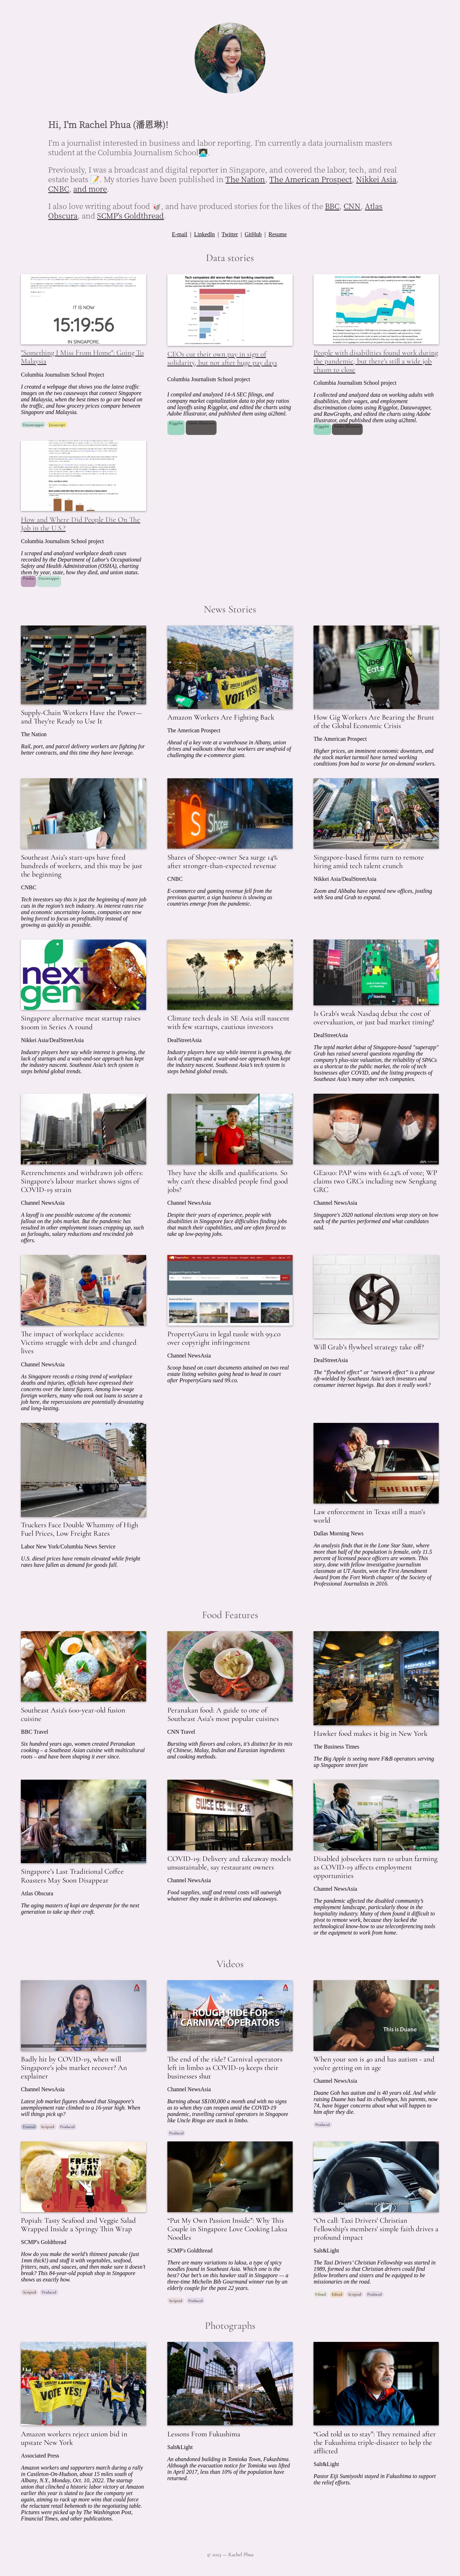 Hi, I'm Rachel Phua (潘恩琳)!
I'm a journalist interested in business and labor reporting. I'm currently a data journalism masters
student at the Columbia Journalism School
Previously, I was a broadcast and digital reporter in Singapore, and covered the labor, tech, and real
estate beats 📝. My stories have been published in The Nation, The American Prospect, Nikkei Asia,
CNBC, and more.
I also love writing about food 🥡, and have produced stories for the likes of the BBC, CNN, Atlas
Obscura, and SCMP's Goldthread.
E-mail | LinkedIn | Twitter | GitHub | Resume
Data stories
IT IS NOW
15:19:56
IN SINGAPORE,
"Something I Miss From Home": Going To
Malaysia
Columbia Journalism School Project
I created a webpage that shows the latest traffic
images on the two causeways that connect Singapore
and Malaysia, when the best times to go are based on
the traffic, and how grocery prices compare between
Singapore and Malaysia.
Datawrapper Javascript
Tech companies did worse than their banking counterparts
CEOs cut their own pay in sign of
solidarity, but not after huge pay days
Columbia Journalism School project
I compiled and analyzed 14-A SEC filings, and
company market capitalization data to plot pay ratios
and layoffs using R/ggplot, edited the charts using Adobe
Illustrator, and published them using ai2html.
R/ggplot
People with disabilities found work during
the pandemic, but there's still a wide job
chasm to close
Columbia Journalism School project
I collected and analyzed data on working adults with
disabilities, their wages, and employment
discrimination claims using R/ggplot, Datawrapper,
and RawGraphs, and edited the charts using Adobe
Illustrator, and published them using ai2html.
R/ggplot
How and Where Did People Die On The
Job in the U.S.?
Columbia Journalism School project
I scraped and analyzed workplace death cases
recorded by the Department of Labor's Occupational
Safety and Health Administration (OSHA), charting
them by year, state, how they died, and union status.
Pandas Datawrapper
News Stories
Supply-Chain Workers Have the Power—
and They're Ready to Use It
The Nation
Rail, port, and parcel delivery workers are fighting for
better contracts, and this time they have leverage.
VOTE YES!
Amazon Workers Are Fighting Back
The American Prospect
Ahead of a key vote at a warehouse in Albany, union
drives and walkouts show that workers are unafraid of
challenging the e-commerce giant.
Uber
Eats
How Gig Workers Are Bearing the Brunt
of the Global Economic Crisis
The American Prospect
Higher prices, an imminent economic downturn, and
the stock market turmoil have turned working
conditions from bad to worse for on-demand workers.
Southeast Asia's start-ups have fired
hundreds of workers, and this may be just
the beginning
CNBC
Tech investors say this is just the beginning of more job
cuts in the region's tech industry. As interest rates rise
and economic uncertainty looms, companies are now
being forced to focus on profitability instead of
growing as quickly as possible.
Shopee
Shares of Shopee-owner Sea surge 14%
after stronger-than-expected revenue
CNBC
E-commerce and gaming revenue fell from the
previous quarter, a sign business is slowing as
countries emerge from the pandemic.
Singapore-based firms turn to remote
hiring amid tech talent crunch
Nikkei Asia/DealStreetAsia
Zoom and Alibaba have opened new offices, jostling
with Sea and Grab to expand.
next
gen
Singapore alternative meat startup raises
$100m in Series A round
Nikkei Asia/DealStreetAsia
Industry players here say while interest is growing, the
lack of startups and a wait-and-see approach has kept
the industry nascent. Southeast Asia's tech system is
steps behind global trends.
Climate tech deals in SE Asia still nascent
with few startups, cautious investors
DealStreetAsia
Industry players here say while interest is growing, the
lack of startups and a wait-and-see approach has kept
the industry nascent. Southeast Asia's tech system is
steps behind global trends.
Is Grab's weak Nasdaq debut the cost of
overvaluation, or just bad market timing?
DealStreetAsia
The tepid market debut of Singapore-based "superapp"
Grab has raised several questions regarding the
company's plus-size valuation, the reliability of SPACs
as a shortcut to the public market, the role of tech
businesses after COVID, and the listing prospects of
Southeast Asia's many other tech companies.
Retrenchments and withdrawn job offers:
Singapore's labour market shows signs of
COVID-19 strain
Channel NewsAsia
A layoff is one possible outcome of the economic
fallout on the jobs market. But the pandemic has
resulted in other employment issues cropping up, such
as furloughs, salary reductions and rescinded job
offers.
They have the skills and qualifications. So
why can't these disabled people find good
jobs?
Channel NewsAsia
Despite their years of experience, people with
disabilities in Singapore face difficulties finding jobs
that match their capabilities, and are often forced to
take up low-paying jobs.
GE2020: PAP wins with 61.24% of vote; WP
claims two GRCs including new Sengkang
GRC
Channel NewsAsia
Singapore's 2020 national elections wrap story on how
each of the parties performed and what candidates
said.
The impact of workplace accidents:
Victims struggle with debt and changed
lives
Channel NewsAsia
As Singapore records a rising trend of workplace
deaths and injuries, officials have expressed their
concerns over the latest figures. Among low-wage
foreign workers, many who took out loans to secure a
job here, the repercussions are potentially devastating
and long-lasting.
PropertyGuru in legal tussle with 99.co
over copyright infringement
Channel NewsAsia
Scoop based on court documents attained on two real
estate listing websites going head to head in court
after PropertyGuru sued 99.co.
Will Grab's flywheel strategy take off?
DealStreetAsia
The "flywheel effect" or "network effect" is a phrase
oft-wielded by Southeast Asia's tech investors and
consumer internet bigwigs. But does it really work?
Truckers Face Double Whammy of High
Fuel Prices, Low Freight Rates
Labor New York/Columbia News Service
U.S. diesel prices have remain elevated while freight
rates have fallen as demand for goods fall.
SHERIFF
Law enforcement in Texas still a man's
world
Dallas Morning News
An analysis finds that in the Lone Star State, where
more than half of the population is female, only 11.5
percent of licensed peace officers are women. This
story, done with fellow investigative journalism
classmate at UT Austin, won the First Amendment
Award from the Fort Worth chapter of the Society of
Professional Journalists in 2016.
Food Features
Southeast Asia's 600-year-old fusion
cuisine
BBC Travel
Six hundred years ago, women created Peranakan
cooking – a Southeast Asian cuisine with multicultural
roots – and have been shaping it ever since.
Peranakan food: A guide to one of
Southeast Asia's most popular cuisines
CNN Travel
Bursting with flavors and colors, it's distinct for its mix
of Chinese, Malay, Indian and Eurasian ingredients
and cooking methods.
Hawker food makes it big in New York
The Business Times
The Big Apple is seeing more F&B operators serving
up Singapore street fare
Singapore's Last Traditional Coffee
Roasters May Soon Disappear
Atlas Obscura
The aging masters of kopi are desperate for the next
generation to take up their craft.
SWEE KEE
COVID-19: Delivery and takeaway models
unsustainable, say restaurant owners
Channel NewsAsia
Food supplies, staff and rental costs will outweigh
whatever they make in deliveries and takeaways.
Disabled jobseekers turn to urban farming
as COVID-19 affects employment
opportunities
Channel NewsAsia
The pandemic affected the disabled community's
employment landscape, particularly those in the
hospitality industry. Many of them found it difficult to
pivot to remote work, because they lacked the
technological know-how to use teleconferencing tools
or the equipment to work from home.
Videos
Badly hit by COVID-19, when will
Singapore's jobs market recover? An
explainer
Channel NewsAsia
Latest job market figures showed that Singapore's
unemployment rate climbed to a 16-year high. When
will things pick up?
Fronted Scripted Produced
ROUGH RIDE FOR
CARNIVAL OPERATORS
The end of the ride? Carnival operators
left in limbo as COVID-19 keeps their
businesses shut
Channel NewsAsia
Burning about S$100,000 a month and with no signs
as to when they can reopen amid the COVID-19
pandemic, travelling carnival operators in Singapore
like Uncle Ringo are stuck in limbo.
Produced
This is Duane
When your son is 40 and has autism - and
you're getting on in age
Channel NewsAsia
Duane Goh has autism and is 40 years old. And while
raising Duane has had its challenges, his parents, now
74, have bigger concerns about what will happen to
him after they die.
Produced
FRESH
POPIAH
Popiah: Tasty Seafood and Veggie Salad
Wrapped Inside a Springy Thin Wrap
SCMP's Goldthread
How do you make the world's thinnest pancake (just
1mm thick!) and stuff it with vegetables, seafood,
fritters, nuts, and sauces, and then make sure it doesn't
break? This 84-year-old popiah shop in Singapore
shows us exactly how.
Scripted Produced
"Put My Own Passion Inside": Why This
Couple in Singapore Love Cooking Laksa
Noodles
SCMP's Goldthread
There are many variations to laksa, a type of spicy
noodles found in Southeast Asia. Which one is the
best? Our bet's on this hawker stall in Singapore — a
three-time Michelin Bib Gourmand winner run by an
elderly couple for the past 22 years.
Scripted Produced
"On call: Taxi Drivers' Christian
Fellowship's members' simple faith drives a
profound impact
Salt&Light
The Taxi Drivers' Christian Fellowship was started in
1989, formed so that Christian drivers could find
fellow brothers and sisters and be equipped to be
missionaries on the road.
Filmed Edited Scripted Produced
Photographs
VOTE YES!
Amazon workers reject union bid in
upstate New York
Associated Press
Amazon workers and supporters march during a rally
in Castleton-On-Hudson, about 15 miles south of
Albany, N.Y., Monday, Oct. 10, 2022. The startup
union that clinched a historic labor victory at Amazon
earlier this year is slated to face the company yet
again, aiming to rack up more wins that could force
the reluctant retail behemoth to the negotiating table.
Pictures were picked up by The Washington Post,
Financial Times, and other publications.
Lessons From Fukushima
Salt&Light
An abandoned building in Tomioka Town, Fukushima.
Although the evacuation notice for Tomioka was lifted
in April 2017, less than 10% of the population have
returned.
"God told us to stay": They remained after
the Fukushima triple-disaster to help the
afflicted
Salt&Light
Pastor Eiji Sumiyoshi stayed in Fukushima to support
the relief efforts.
© 2023 — Rachel Phua